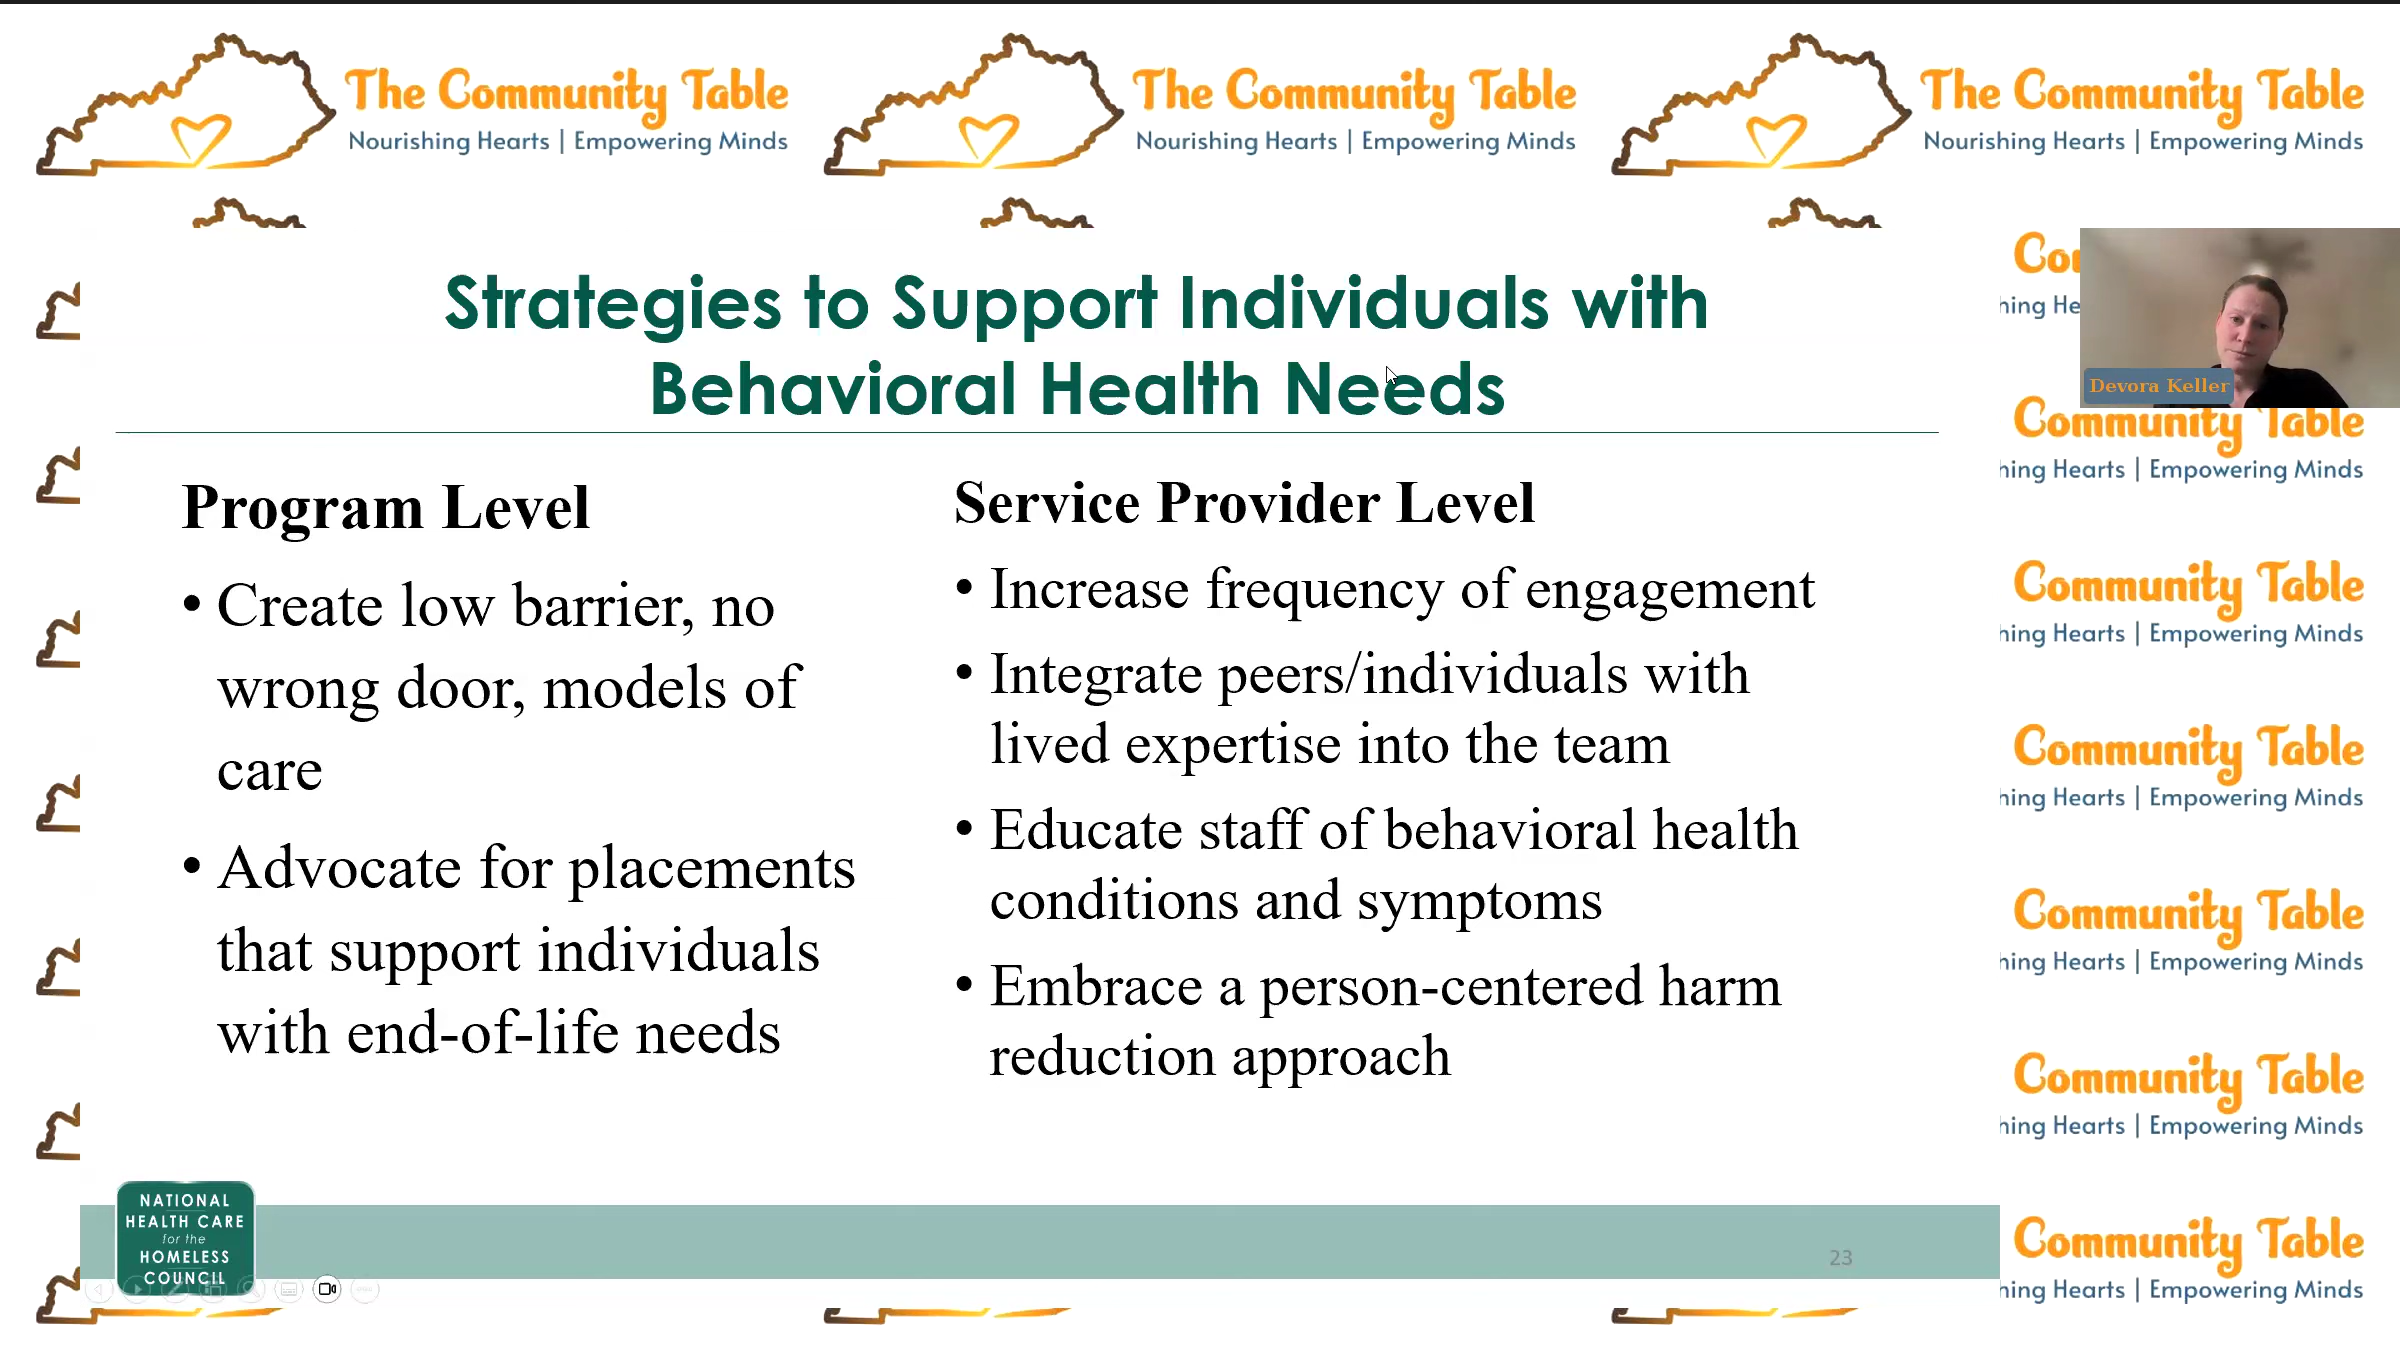 The Community Table The Community Table The Community Table
Nourishing Hearts | Empowering Minds Nourishing Hearts | Empowering Minds Nourishing Hearts | Empowering Minds
Strategies to Support Individuals with
Behavioral Health Needs
Devora Keller
Program Level
• Create low barrier, no
wrong door, models of
care
• Advocate for placements
that support individuals
with end-of-life needs
Service Provider Level
• Increase frequency of engagement
• Integrate peers/individuals with
lived expertise into the team
• Educate staff of behavioral health
conditions and symptoms
• Embrace a person-centered harm
reduction approach
Community Table
Hearts | Empowering Minds
Community Table
Hearts | Empowering Minds
Community Table
Hearts | Empowering Minds
Community Table
Hearts | Empowering Minds
Community Table
Hearts | Empowering Minds
Community Table
Hearts | Empowering Minds
NATIONAL
HEALTH CARE
for the
HOMELESS
COUNCIL
23